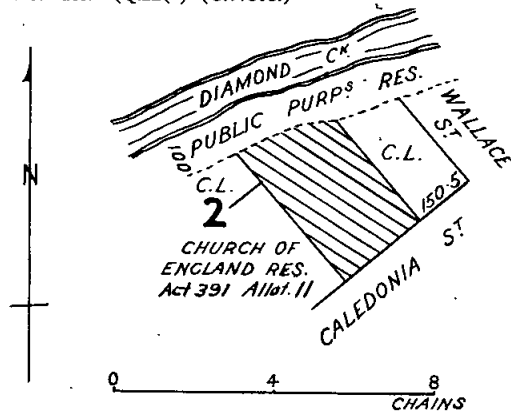 DIAMOND CK.
PUBLIC PURPS RES.
100
WALLACE ST
C.L.
C.L.
2
150·5
N
CHURCH OF
ENGLAND RES.
Act 391 Allot. 11
CALEDONIA ST.
0 4 8
CHAINS